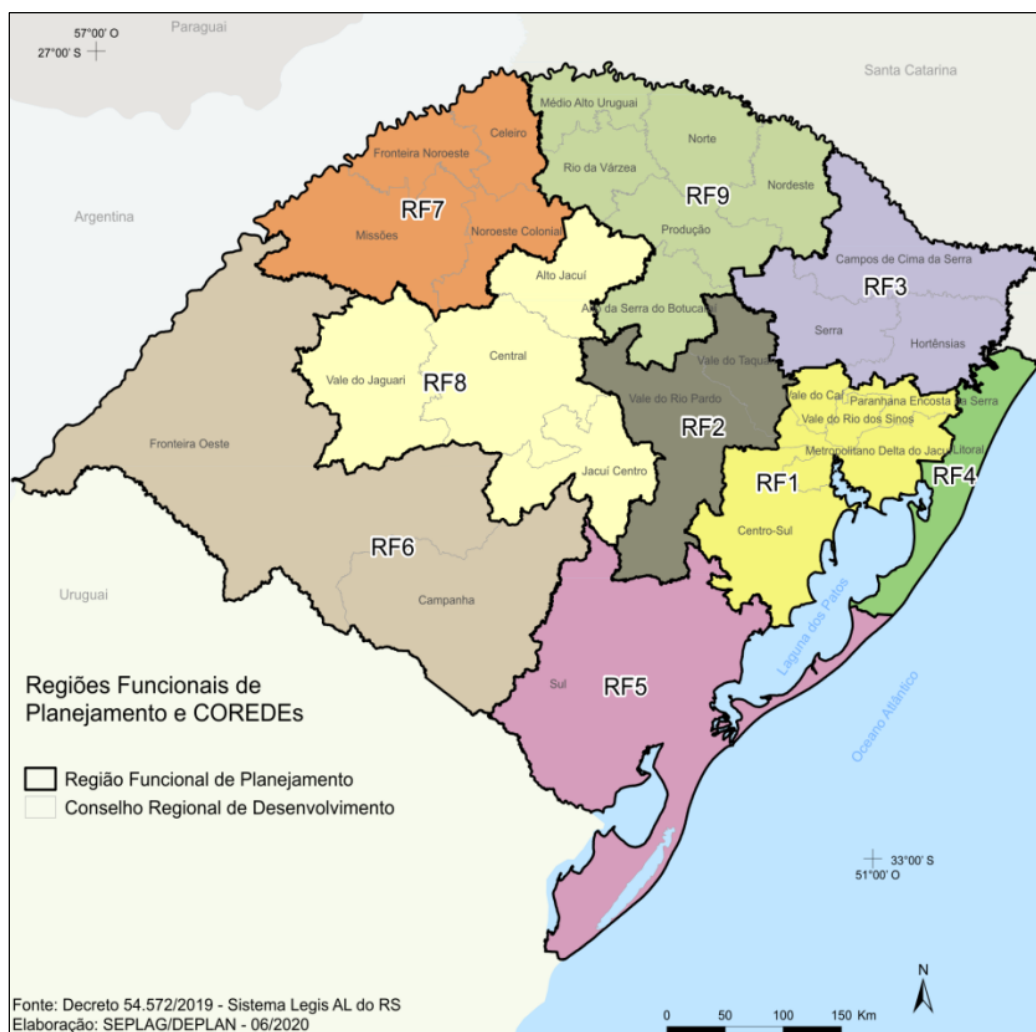 57°00' O
27°00' S
Paraguai
Santa Catarina
Argentina
Uruguai
Médio Alto Uruguai
Norte
Celeiro
Fronteira Noroeste
Rio da Várzea
Nordeste
RF7
RF9
Missões
Noroeste Colonial
Produção
Alto Jacuí
Campos de Cima da Serra
RF3
Alto da Serra do Botucaraí
Serra
Hortênsias
Central
Vale do Taquari
Vale do Jaguari
RF8
Vale do Rio Pardo
Vale do Caí
Paranhana Encosta da Serra
Vale do Rio dos Sinos
RF2
Fronteira Oeste
Metropolitano Delta do Jacuí
Litoral
Jacuí Centro
RF1
RF4
Centro-Sul
RF6
Campanha
Laguna dos Patos
Sul
RF5
Oceano Atlântico
Regiões Funcionais de
Planejamento e COREDEs
Região Funcional de Planejamento
Conselho Regional de Desenvolvimento
33°00' S
51°00' O
N
Fonte: Decreto 54.572/2019 - Sistema Legis AL do RS
Elaboração: SEPLAG/DEPLAN - 06/2020
0 50 100 150 Km